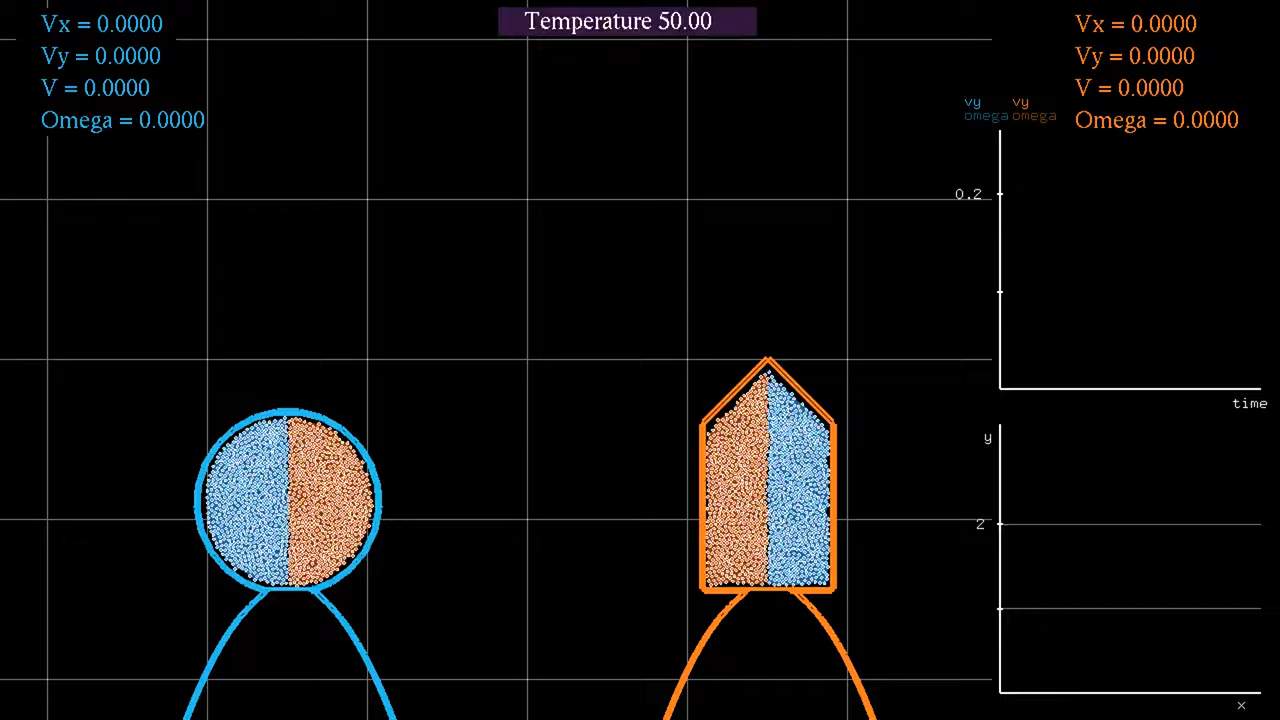 Vx = 0.0000
Vy = 0.0000
V = 0.0000
Omega = 0.0000
Temperature 50.00
Vx = 0.0000
Vy = 0.0000
V = 0.0000
Omega = 0.0000
vy vy
omega omega
0.2
time
y
2
x